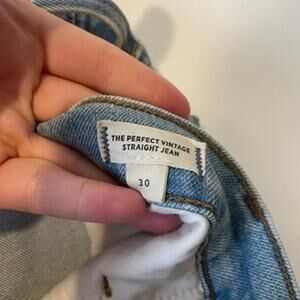 THE PERFECT VINTAGE
STRAIGHT JEAN
30